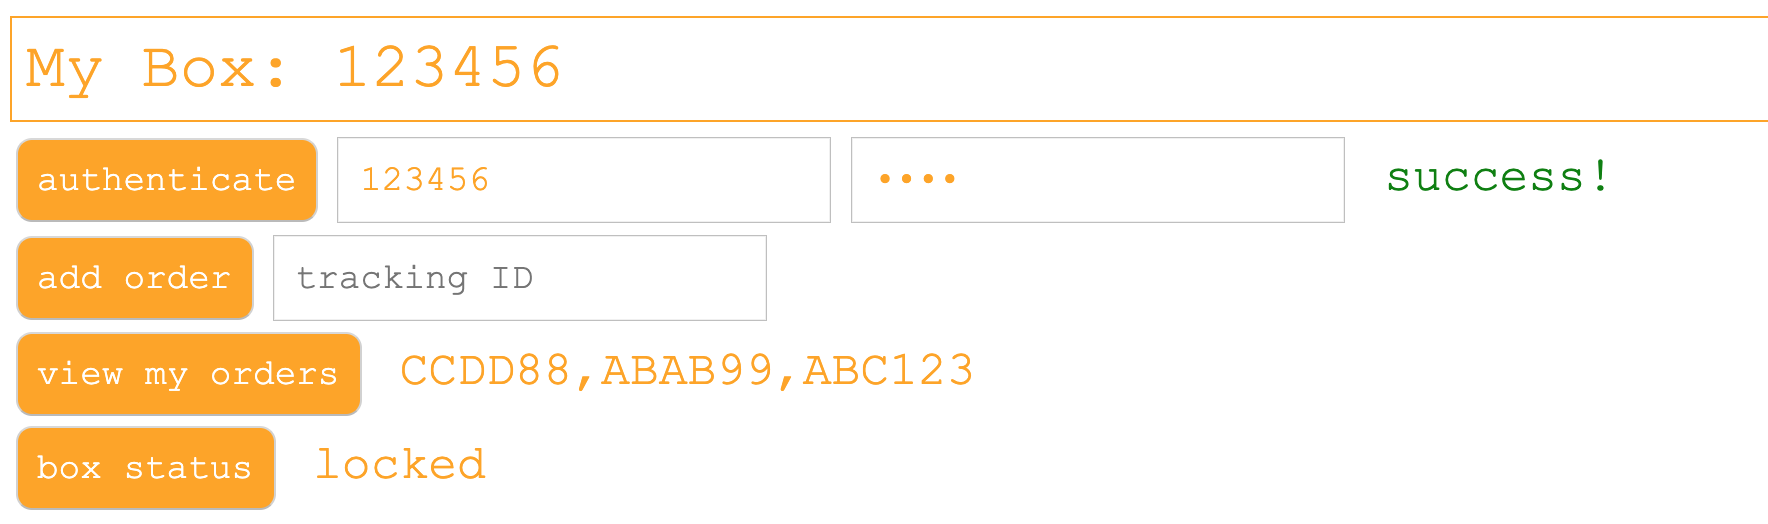 My Box: 123456
authenticate 123456 •••• success!
add order tracking ID
view my orders CCDD88,ABAB99,ABC123
box status locked